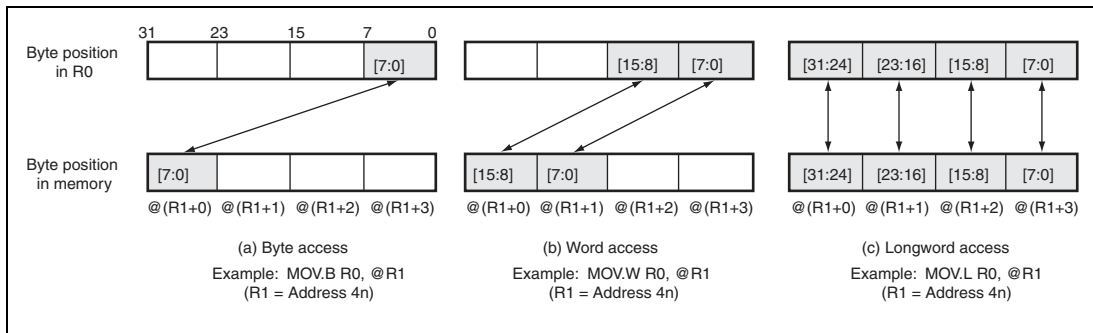 31 23 15 7 0
Byte position
in R0
[7:0]
[15:8] [7:0]
[31:24] [23:16] [15:8] [7:0]
Byte position
in memory
[7:0]
[15:8] [7:0]
[31:24] [23:16] [15:8] [7:0]
@(R1+0) @(R1+1) @(R1+2) @(R1+3)
@(R1+0) @(R1+1) @(R1+2) @(R1+3)
@(R1+0) @(R1+1) @(R1+2) @(R1+3)
(a) Byte access
Example: MOV.B R0, @R1
(R1 = Address 4n)
(b) Word access
Example: MOV.W R0, @R1
(R1 = Address 4n)
(c) Longword access
Example: MOV.L R0, @R1
(R1 = Address 4n)